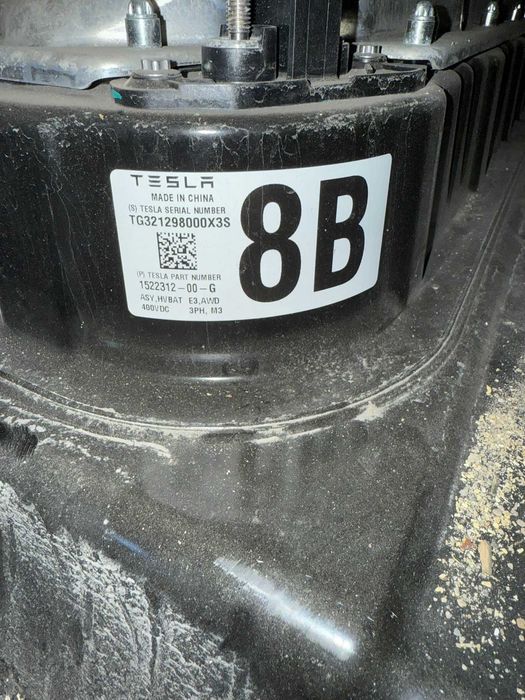 TESLA
MADE IN CHINA
(S) TESLA SERIAL NUMBER
TG321298000X3S
(P) TESLA PART NUMBER
1522312-00-G
ASY,HVBAT E3,AWD
400VDC 3PH, M3
8B